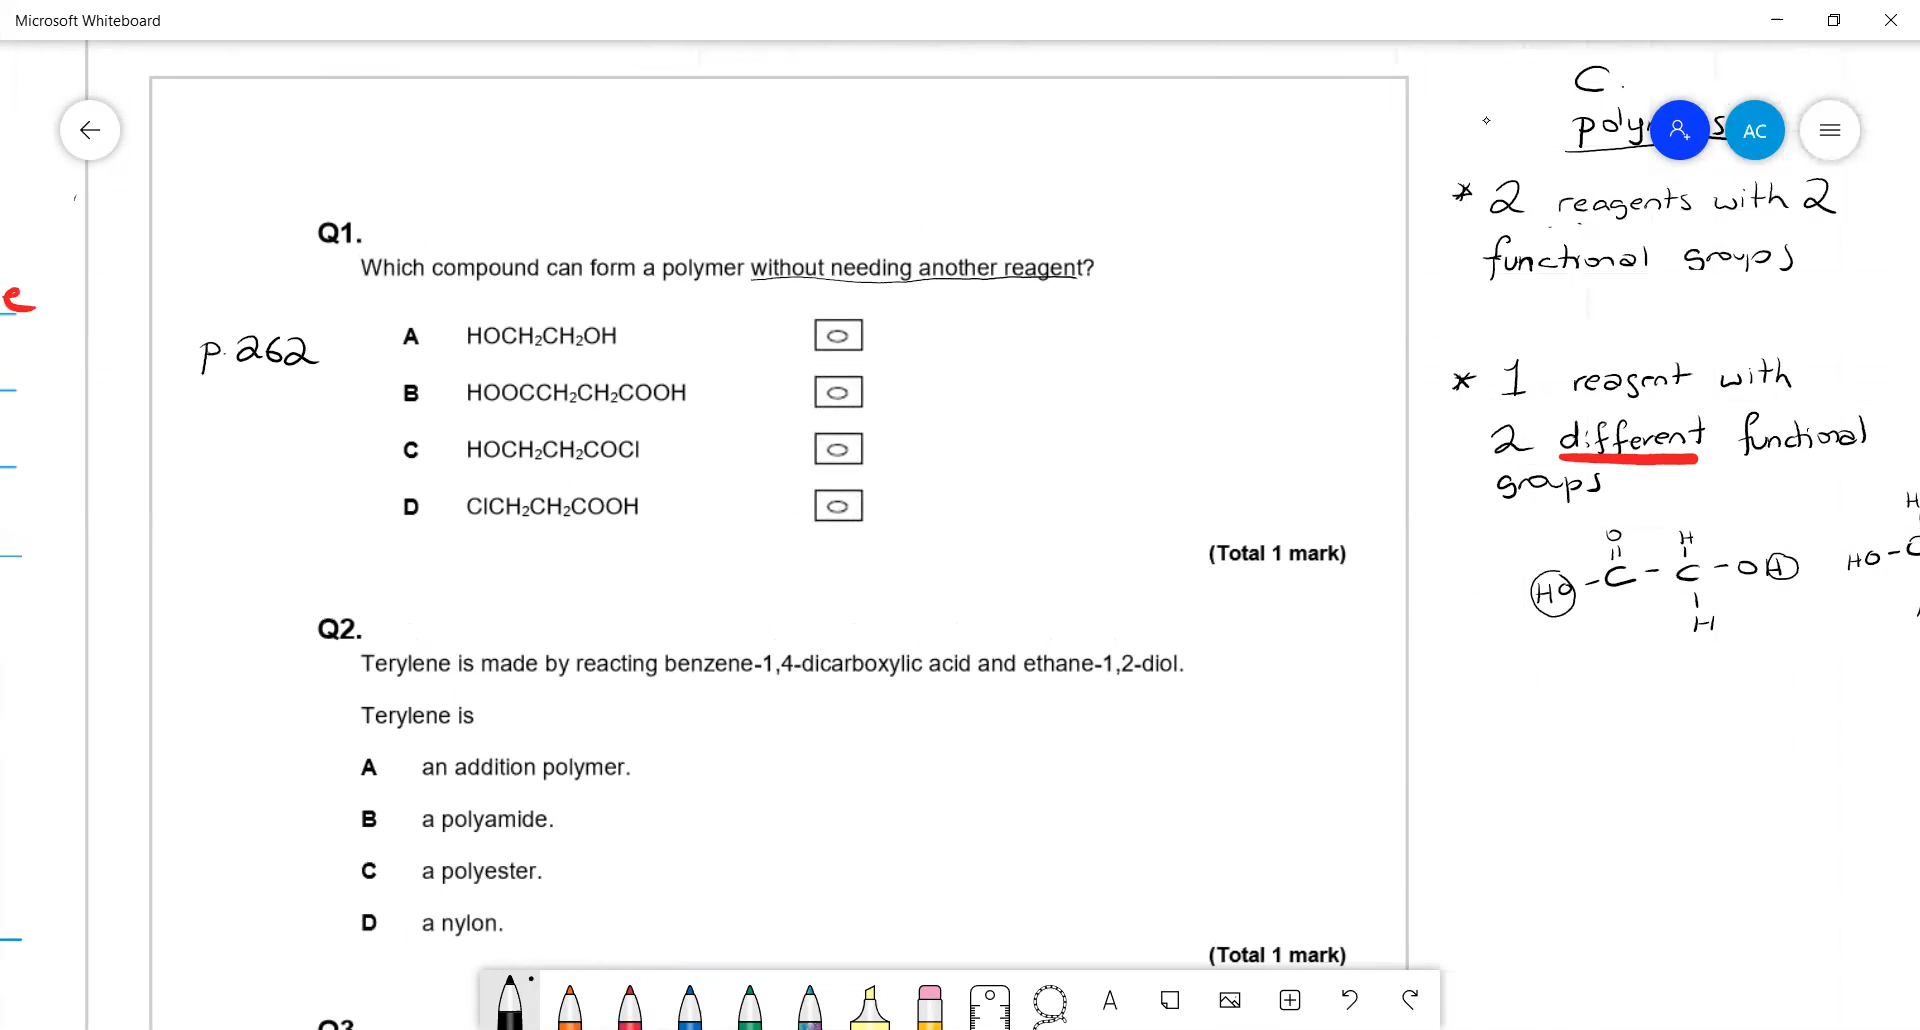 Microsoft Whiteboard
Q1.
Which compound can form a polymer without needing another reagent?
A HOCH₂CH₂OH
B HOOCCH₂CH₂COOH
C HOCH₂CH₂COCl
D ClCH₂CH₂COOH
(Total 1 mark)
p. 262
Q2.
Terylene is made by reacting benzene-1,4-dicarboxylic acid and ethane-1,2-diol.
Terylene is
A an addition polymer.
B a polyamide.
C a polyester.
D a nylon.
(Total 1 mark)
e
C.
AC
* 2 reagents with 2
functional groups
* 1 reagent with
2 different functional
groups
O H
HO - C - C - OH
H
HO - C
A